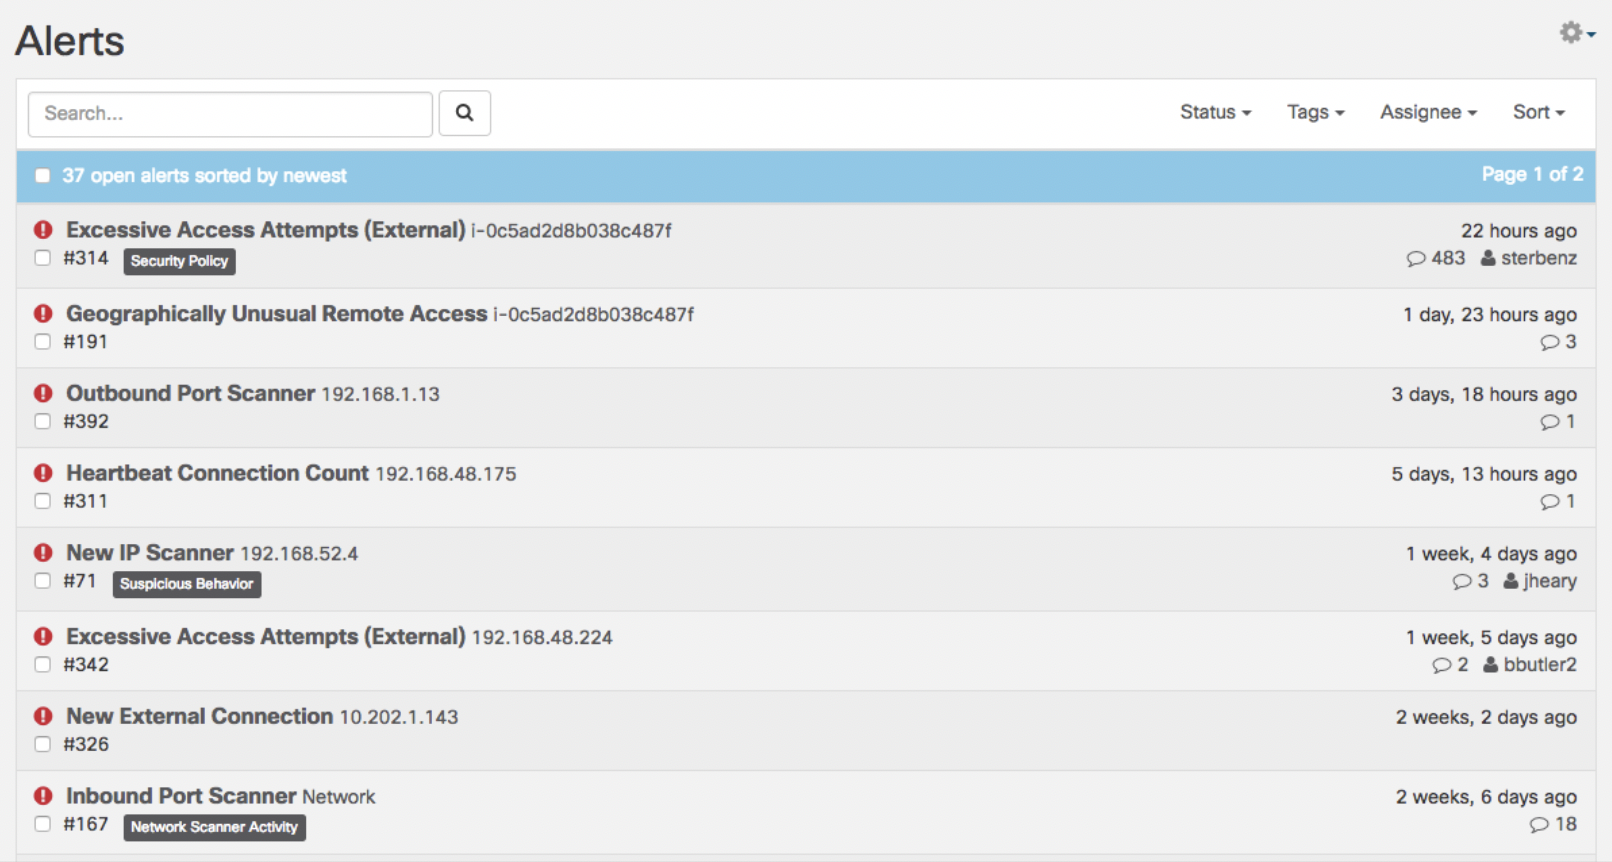 Alerts
Search...
Status Tags Assignee Sort
37 open alerts sorted by newest Page 1 of 2
Excessive Access Attempts (External) i-0c5ad2d8b038c487f 22 hours ago
#314 Security Policy 483 sterbenz
Geographically Unusual Remote Access i-0c5ad2d8b038c487f 1 day, 23 hours ago
#191 3
Outbound Port Scanner 192.168.1.13 3 days, 18 hours ago
#392 1
Heartbeat Connection Count 192.168.48.175 5 days, 13 hours ago
#311 1
New IP Scanner 192.168.52.4 1 week, 4 days ago
#71 Suspicious Behavior 3 jheary
Excessive Access Attempts (External) 192.168.48.224 1 week, 5 days ago
#342 2 bbutler2
New External Connection 10.202.1.143 2 weeks, 2 days ago
#326
Inbound Port Scanner Network 2 weeks, 6 days ago
#167 Network Scanner Activity 18